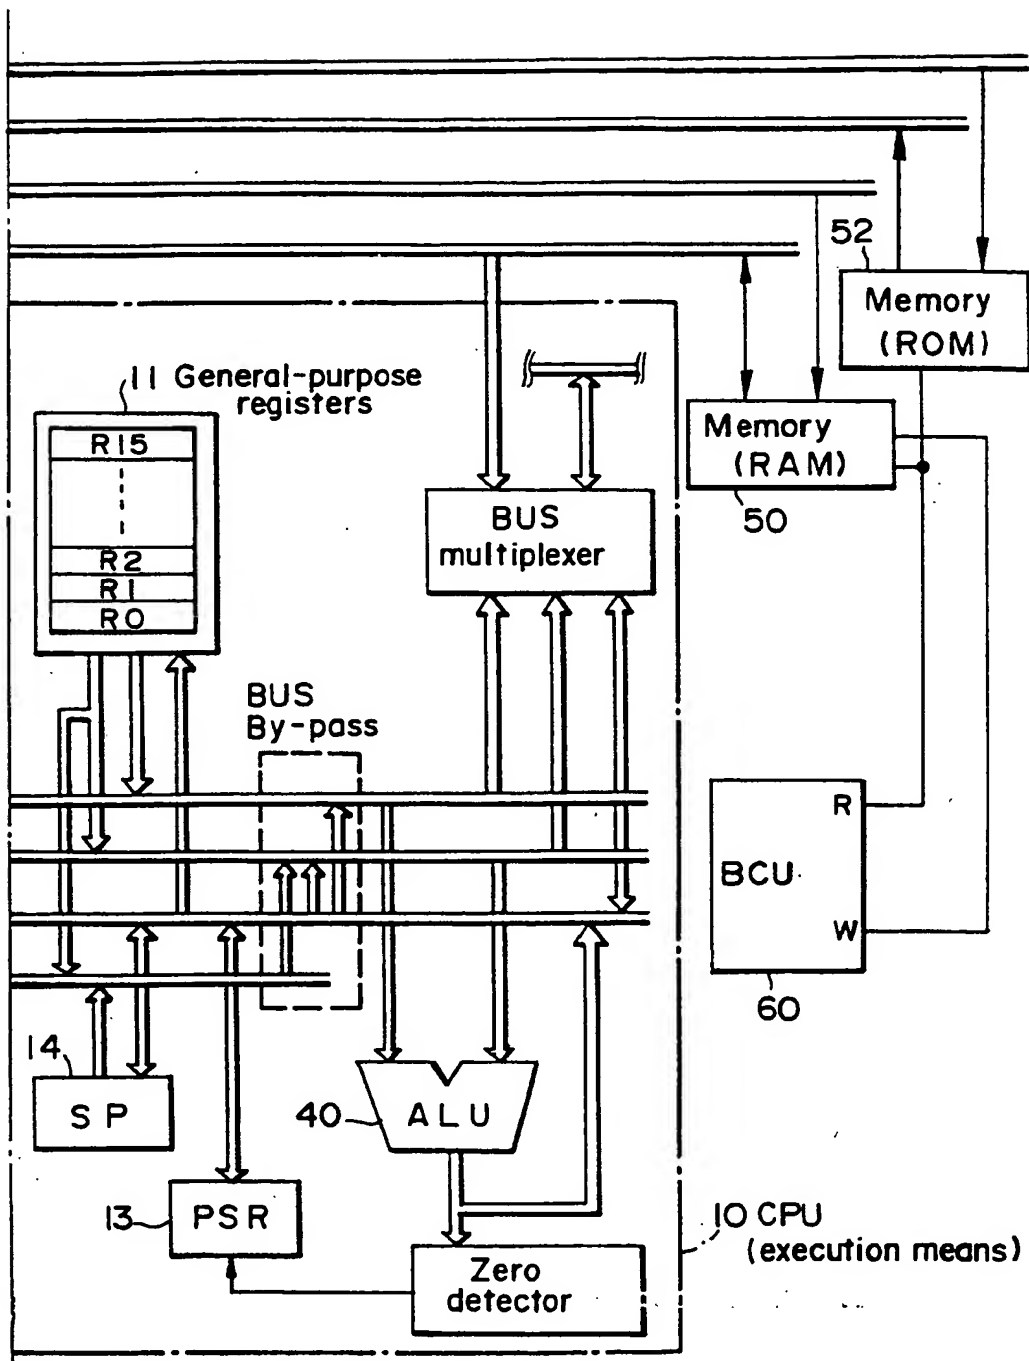 52
Memory
(ROM)
11 General-purpose
registers
R15
R2
R1
R0
Memory
(RAM)
50
BUS
multiplexer
BUS
By-pass
R
BCU
W
60
14
SP
40
ALU
13
PSR
10 CPU
(execution means)
Zero
detector